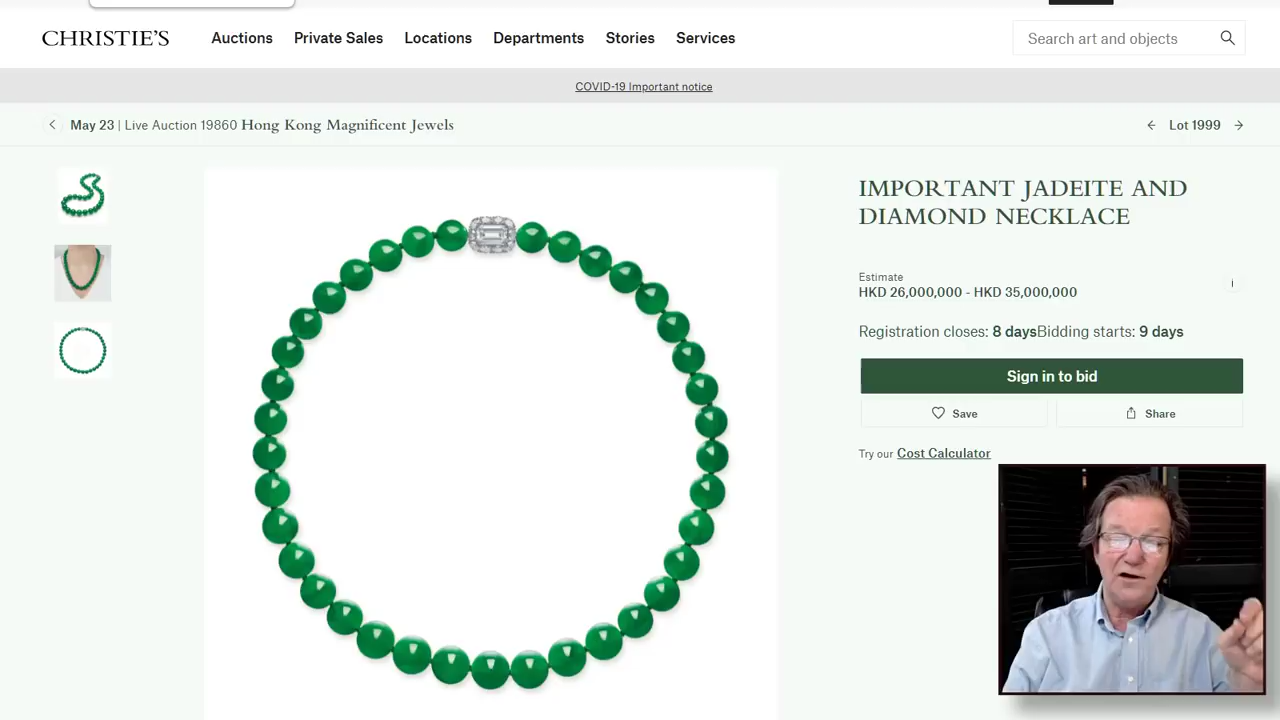 CHRISTIE'S Auctions Private Sales Locations Departments Stories Services Search art and objects
COVID-19 Important notice
May 23 | Live Auction 19860 Hong Kong Magnificent Jewels Lot 1999
IMPORTANT JADEITE AND
DIAMOND NECKLACE
Estimate
HKD 26,000,000 - HKD 35,000,000
i
Registration closes: 8 daysBidding starts: 9 days
Sign in to bid
Save Share
Try our Cost Calculator